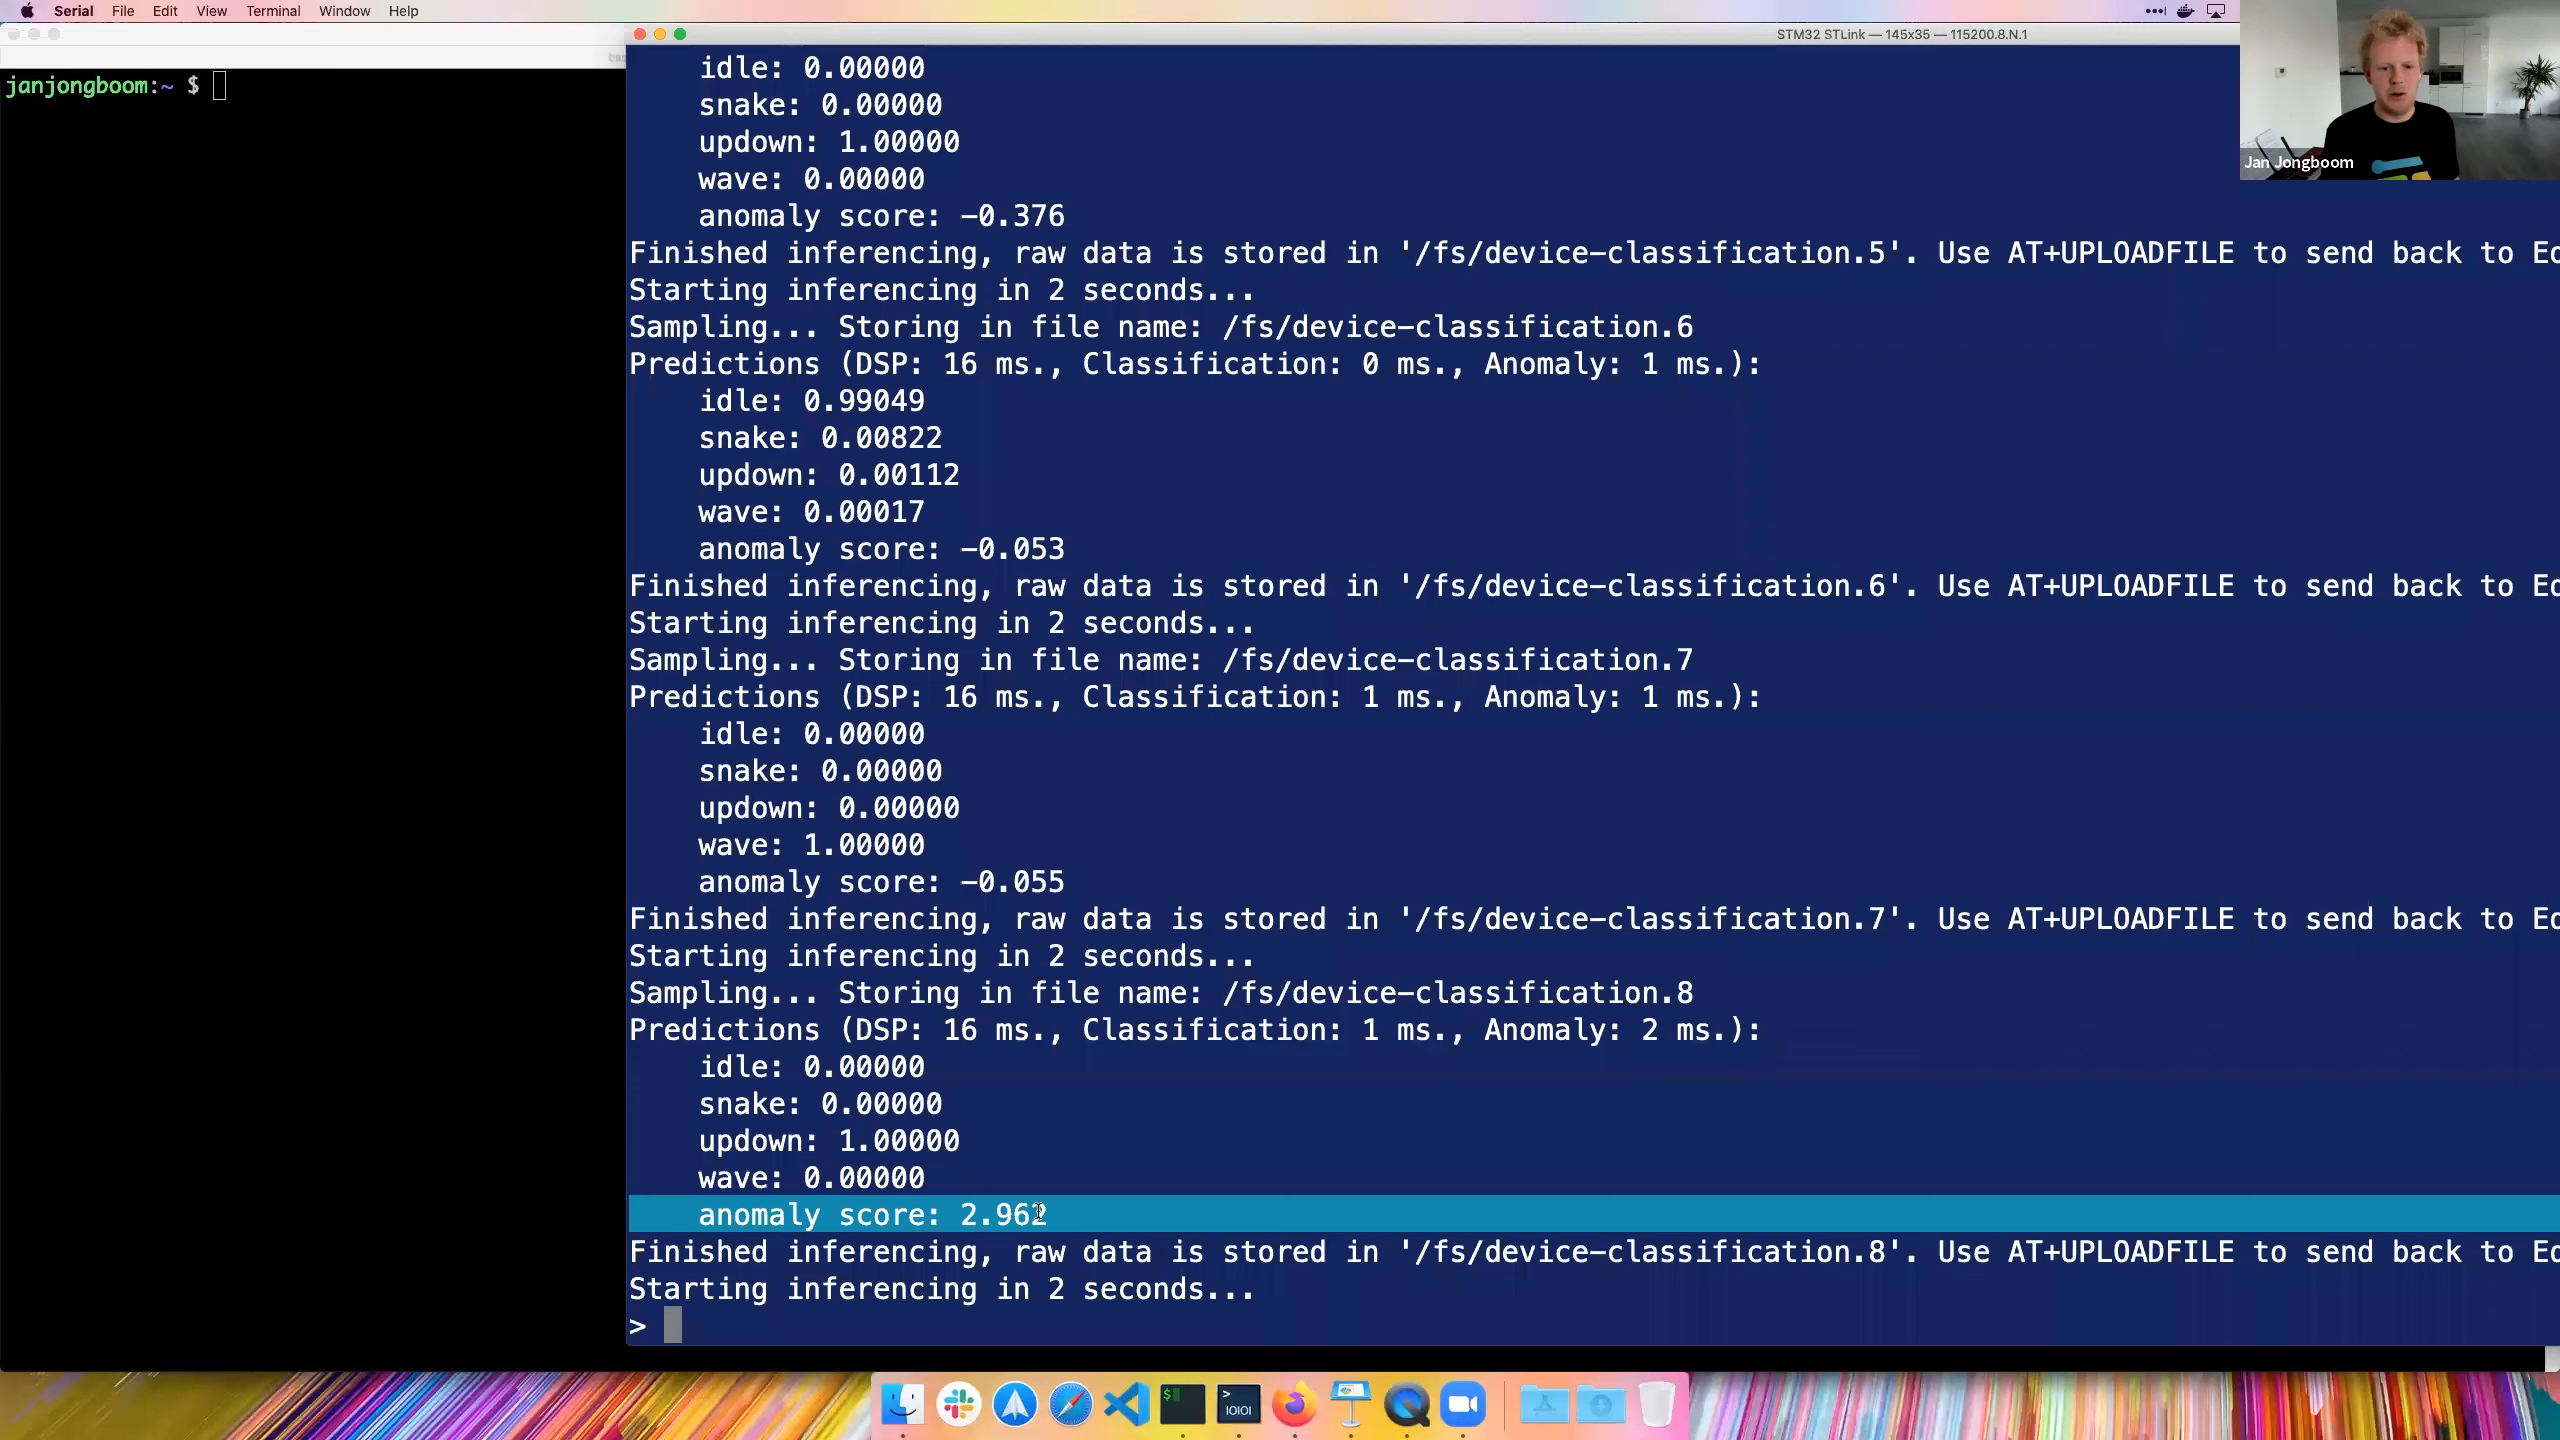 Serial File Edit View Terminal Window Help
STM32 STLink — 145x35 — 115200.8.N.1
janjongboom:~ $
Jan Jongboom
idle: 0.00000
snake: 0.00000
updown: 1.00000
wave: 0.00000
anomaly score: -0.376
Finished inferencing, raw data is stored in '/fs/device-classification.5'. Use AT+UPLOADFILE to send back to Ed
Starting inferencing in 2 seconds...
Sampling... Storing in file name: /fs/device-classification.6
Predictions (DSP: 16 ms., Classification: 0 ms., Anomaly: 1 ms.):
idle: 0.99049
snake: 0.00822
updown: 0.00112
wave: 0.00017
anomaly score: -0.053
Finished inferencing, raw data is stored in '/fs/device-classification.6'. Use AT+UPLOADFILE to send back to Ed
Starting inferencing in 2 seconds...
Sampling... Storing in file name: /fs/device-classification.7
Predictions (DSP: 16 ms., Classification: 1 ms., Anomaly: 1 ms.):
idle: 0.00000
snake: 0.00000
updown: 0.00000
wave: 1.00000
anomaly score: -0.055
Finished inferencing, raw data is stored in '/fs/device-classification.7'. Use AT+UPLOADFILE to send back to Ed
Starting inferencing in 2 seconds...
Sampling... Storing in file name: /fs/device-classification.8
Predictions (DSP: 16 ms., Classification: 1 ms., Anomaly: 2 ms.):
idle: 0.00000
snake: 0.00000
updown: 1.00000
wave: 0.00000
anomaly score: 2.962
Finished inferencing, raw data is stored in '/fs/device-classification.8'. Use AT+UPLOADFILE to send back to Ed
Starting inferencing in 2 seconds...
>